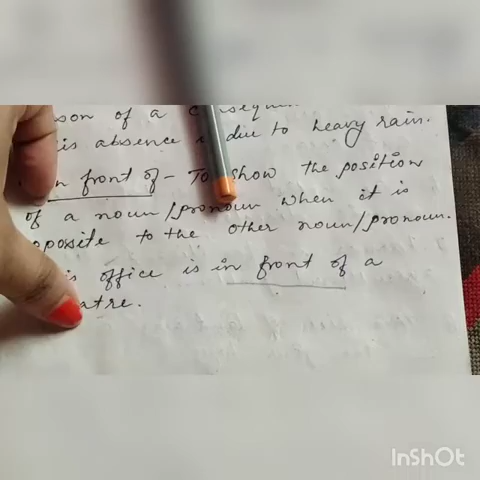 son of a
is absence due to heavy rain.
n front of - To show the position
of a noun/pronoun when it is
opposite to the other noun/pronoun.
is office is in front of a
atre.
InShOt